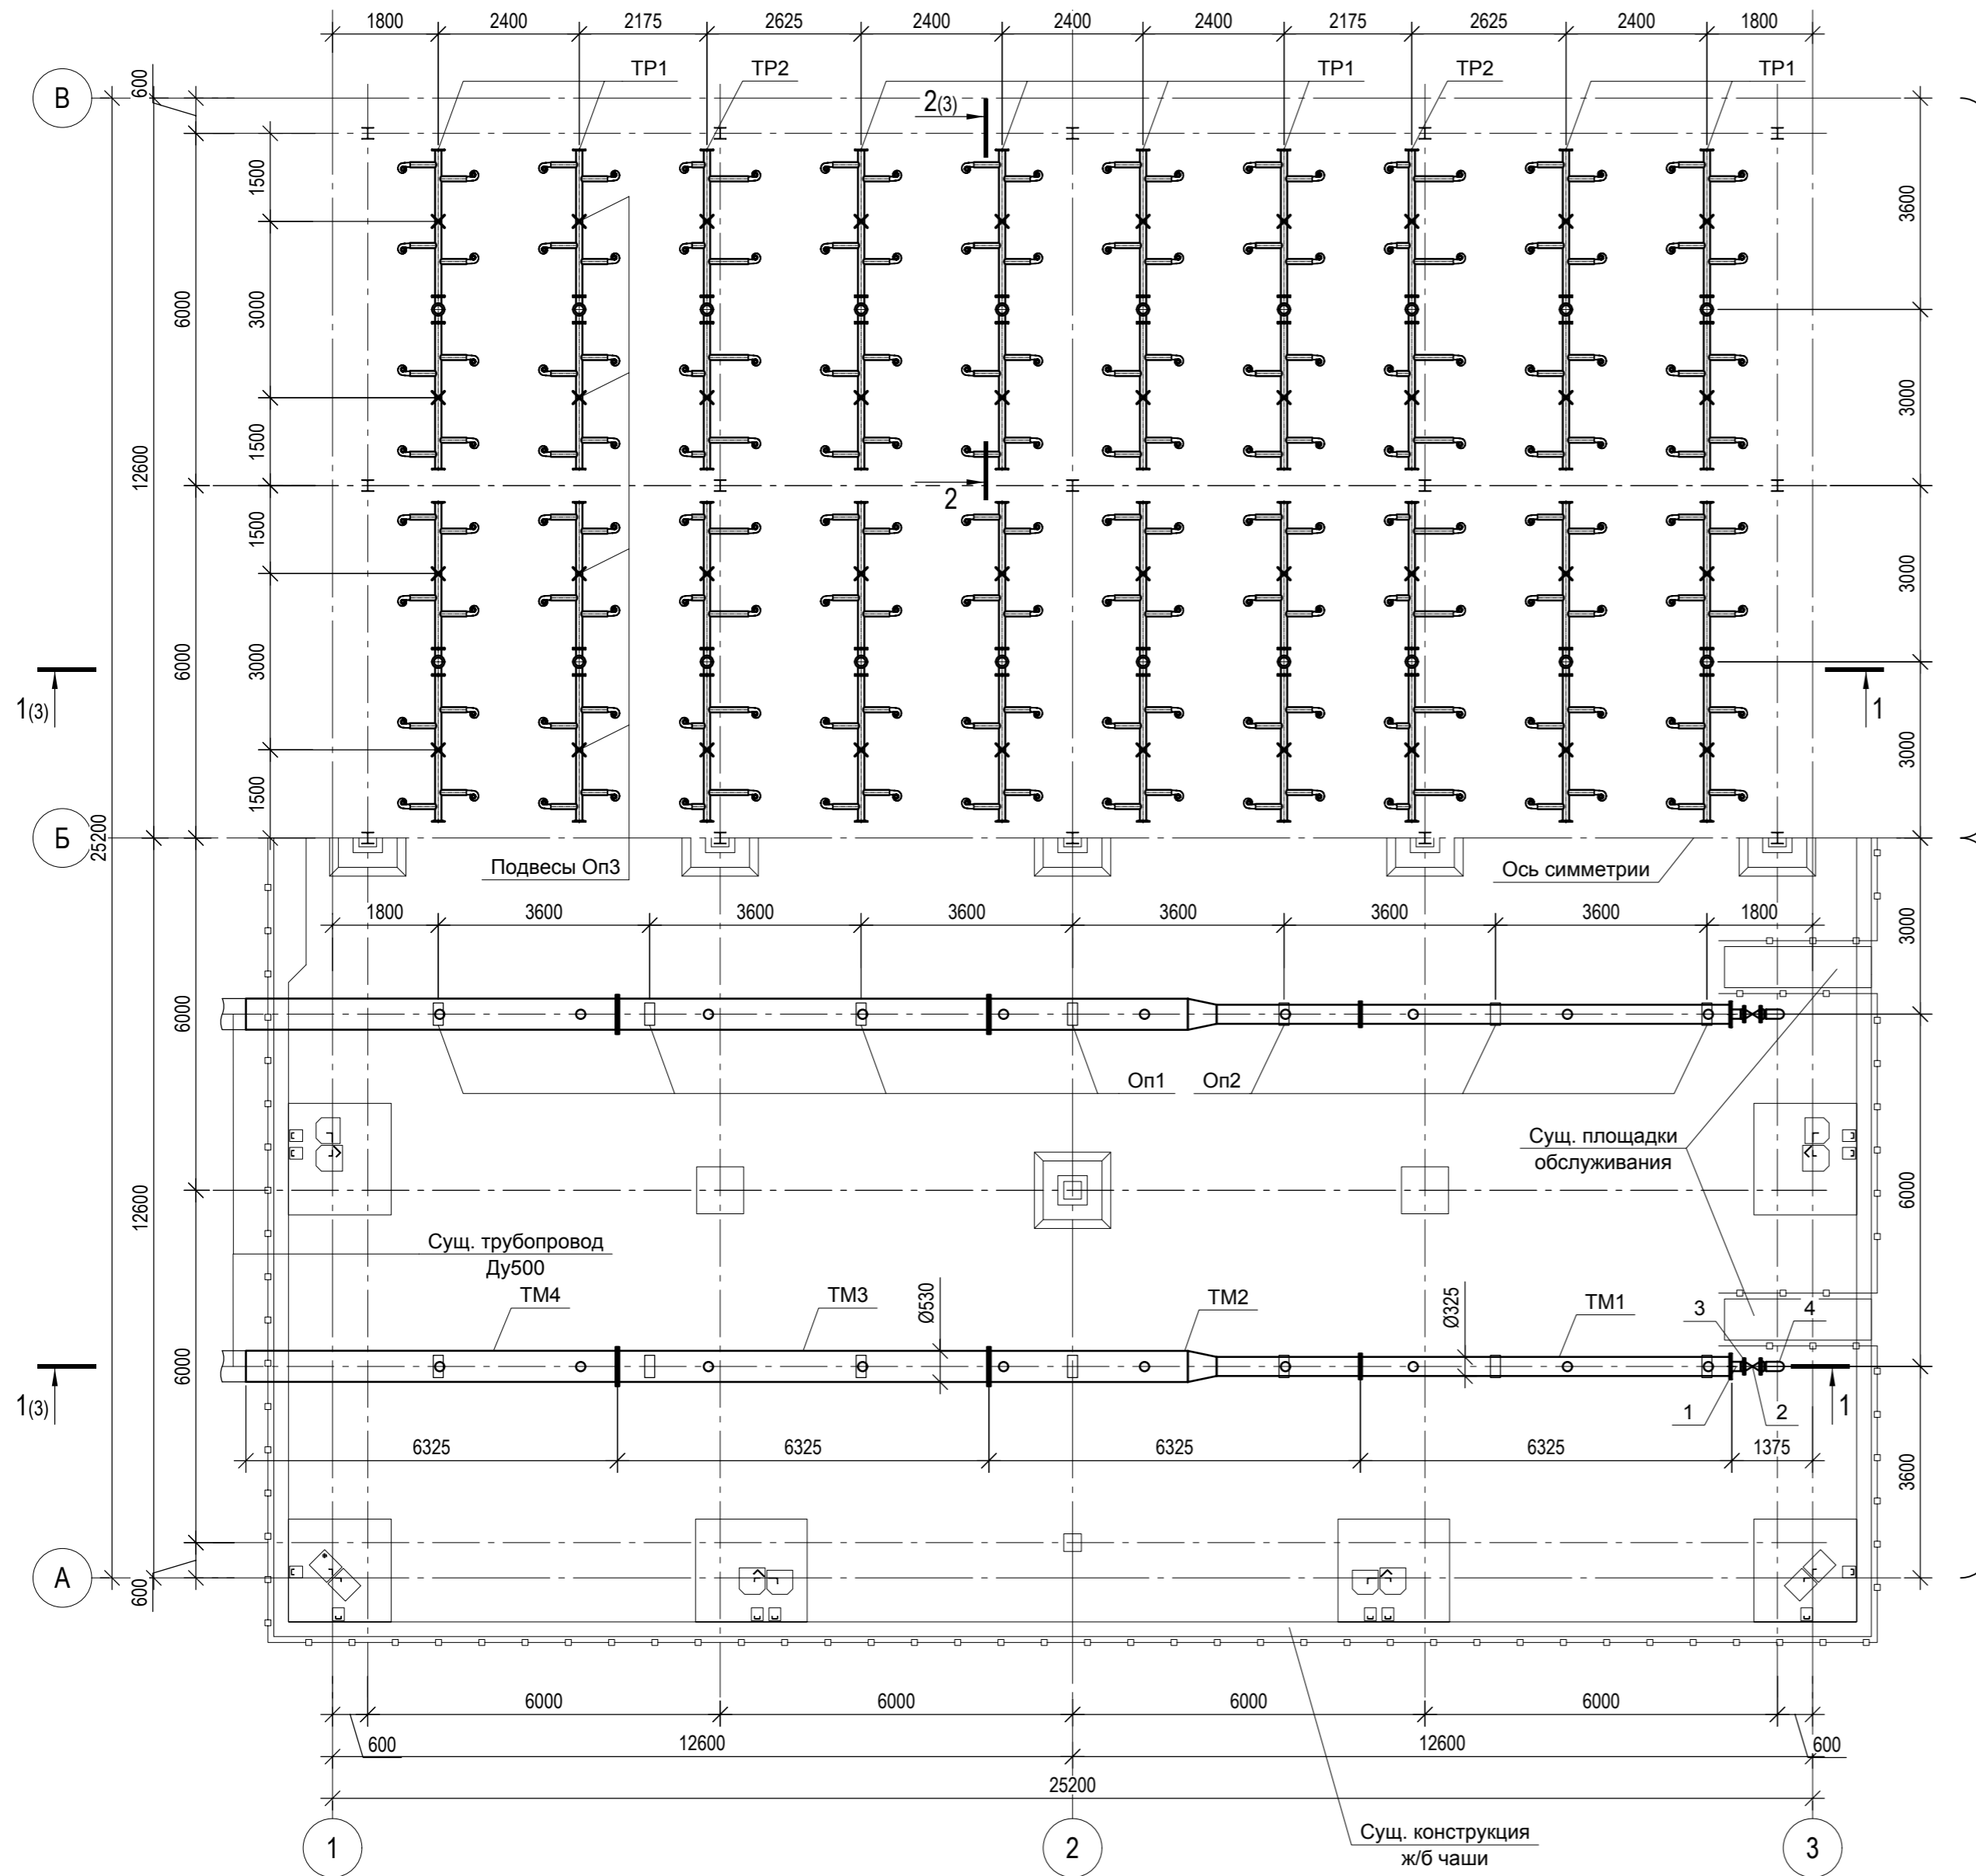 1800 2400 2175 2625 2400 2400 2400 2175 2625 2400 1800
ТР1 ТР2 ТР1 ТР2 ТР1
В
600
2(3)
1500
3600
3000
6000
3000
1500
12600
2
1500
3000
3000
6000
1(3)
1
3000
1500
Б
25200
Подвесы Оп3
Ось симметрии
1800 3600 3600 3600 3600 3600 3600 1800
3000
6000
Оп1 Оп2
Сущ. площадки
обслуживания
12600
6000
Сущ. трубопровод
Ду500
ТМ4 ТМ3 Ø530 ТМ2 Ø325 ТМ1 3 4
6000
1(3)
1 2 1
6325 6325 6325 6325 1375
3600
А
600
6000 6000 6000 6000
600 12600 12600 600
25200
1 2 3
Сущ. конструкция
ж/б чаши